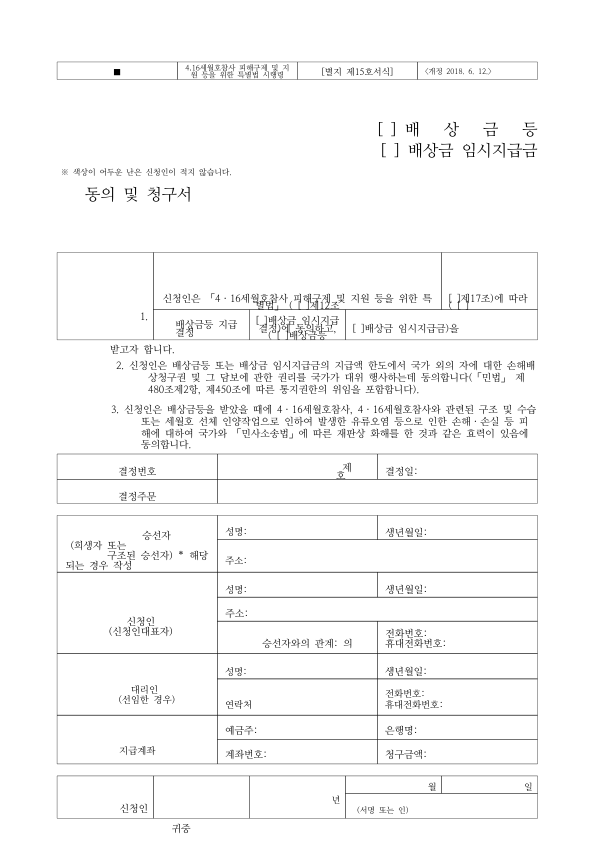 ■ 4.16세월호참사 피해구제 및 지
원 등을 위한 특별법 시행령 [별지 제15호서식] <개정 2018. 6. 12.>
[ ] 배 상 금 등
[ ] 배상금 임시지급금
※ 색상이 어두운 난은 신청인이 적지 않습니다.
동의 및 청구서
1.
신청인은 「4ㆍ16세월호참사 피해구제 및 지원 등을 위한 특
별법」 ( [ ]제12조
[ ]제17조)에 따라
( [ ]
배상금등 지급
결정
[ ]배상금 임시지급
결정)에 동의하고,
( [ ]배상금등
[ ]배상금 임시지급금)을
받고자 합니다.
2. 신청인은 배상금등 또는 배상금 임시지급금의 지급액 한도에서 국가 외의 자에 대한 손해배
상청구권 및 그 담보에 관한 권리를 국가가 대위 행사하는데 동의합니다(「민법」 제
480조제2항, 제450조에 따른 통지권한의 위임을 포함합니다).
3. 신청인은 배상금등을 받았을 때에 4ㆍ16세월호참사, 4ㆍ16세월호참사와 관련된 구조 및 수습
또는 세월호 선체 인양작업으로 인하여 발생한 유류오염 등으로 인한 손해ㆍ손실 등 피
해에 대하여 국가와 「민사소송법」에 따른 재판상 화해를 한 것과 같은 효력이 있음에
동의합니다.
결정번호 제
호 결정일:
결정주문
승선자
(희생자 또는
구조된 승선자) * 해당
되는 경우 작성
성명: 생년월일:
주소:
신청인
(신청인대표자)
성명: 생년월일:
주소:
승선자와의 관계: 의
전화번호:
휴대전화번호:
대리인
(선임한 경우)
성명: 생년월일:
연락처
전화번호:
휴대전화번호:
지급계좌
예금주: 은행명:
계좌번호: 청구금액:
신청인
년
월 일
(서명 또는 인)
귀중